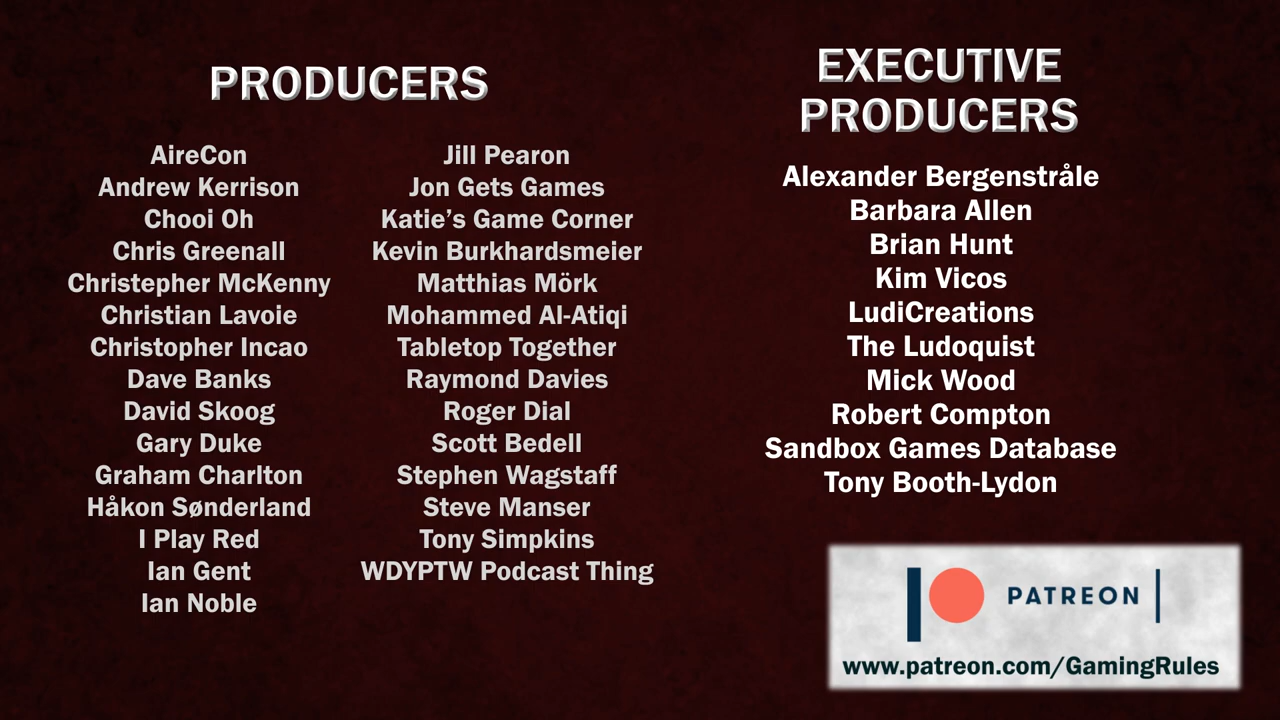 PRODUCERS
AireCon
Andrew Kerrison
Chooi Oh
Chris Greenall
Christepher McKenny
Christian Lavoie
Christopher Incao
Dave Banks
David Skoog
Gary Duke
Graham Charlton
Håkon Sønderland
I Play Red
Ian Gent
Ian Noble
Jill Pearon
Jon Gets Games
Katie’s Game Corner
Kevin Burkhardsmeier
Matthias Mörk
Mohammed Al-Atiqi
Tabletop Together
Raymond Davies
Roger Dial
Scott Bedell
Stephen Wagstaff
Steve Manser
Tony Simpkins
WDYPTW Podcast Thing
EXECUTIVE
PRODUCERS
Alexander Bergenstråle
Barbara Allen
Brian Hunt
Kim Vicos
LudiCreations
The Ludoquist
Mick Wood
Robert Compton
Sandbox Games Database
Tony Booth-Lydon
PATREON
www.patreon.com/GamingRules